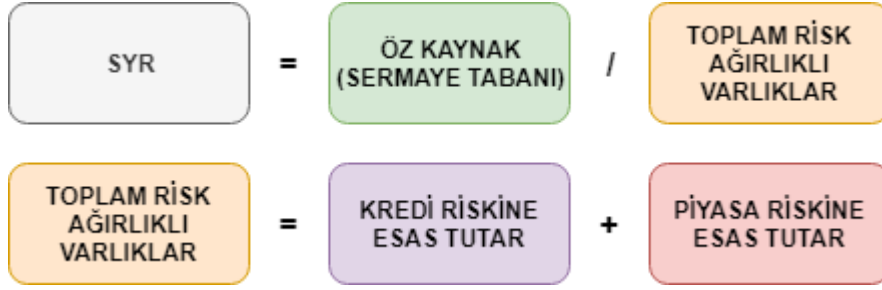 SYR
=
ÖZ KAYNAK
(SERMAYE TABANI)
/
TOPLAM RİSK
AĞIRLIKLI
VARLIKLAR
TOPLAM RİSK
AĞIRLIKLI
VARLIKLAR
=
KREDİ RİSKİNE
ESAS TUTAR
+
PİYASA RİSKİNE
ESAS TUTAR